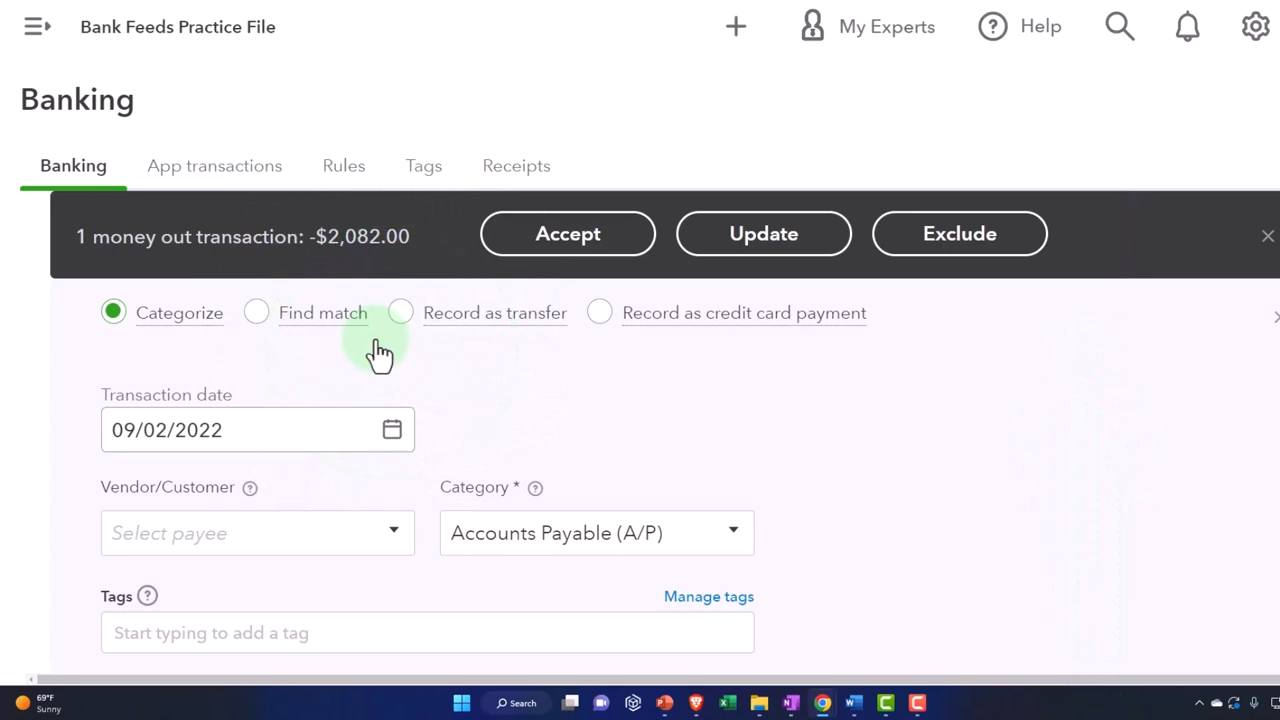 Bank Feeds Practice File
My Experts
Help
Banking
Banking
App transactions
Rules
Tags
Receipts
1 money out transaction: -$2,082.00
Accept
Update
Exclude
Categorize
Find match
Record as transfer
Record as credit card payment
Transaction date
09/02/2022
Vendor/Customer
Category *
Select payee
Accounts Payable (A/P)
Tags
Manage tags
Start typing to add a tag
69°F
Sunny
Search